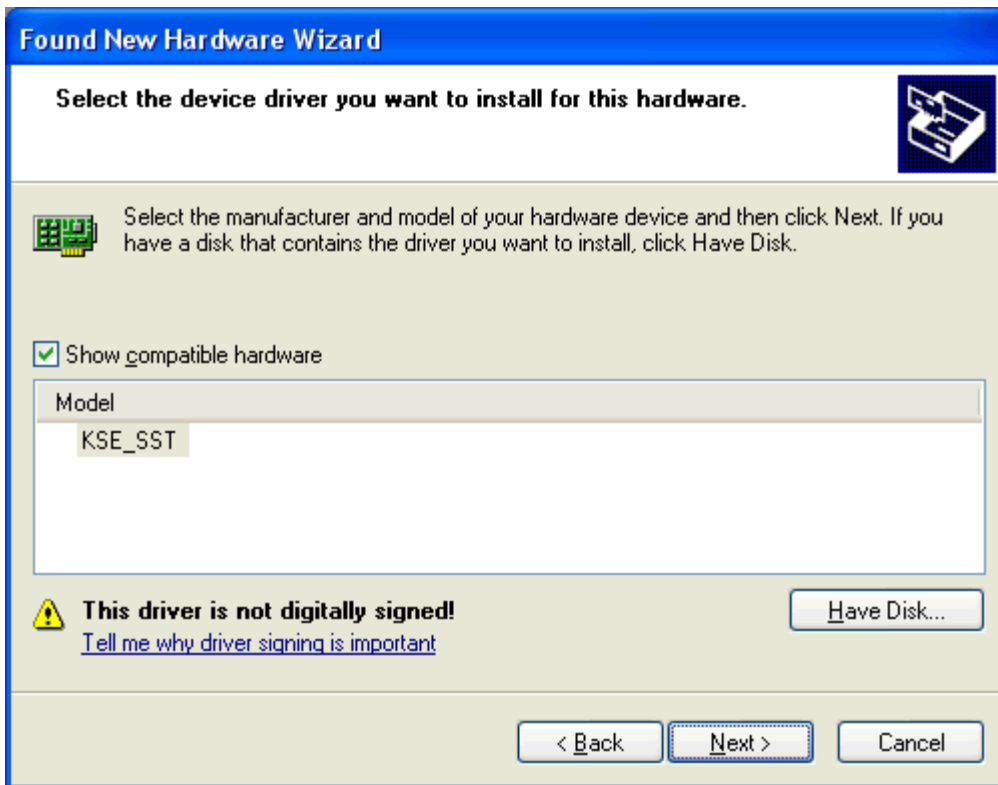 Found New Hardware Wizard
Select the device driver you want to install for this hardware.
Select the manufacturer and model of your hardware device and then click Next. If you
have a disk that contains the driver you want to install, click Have Disk.
Show compatible hardware
Model
KSE_SST
This driver is not digitally signed!
Have Disk...
Tell me why driver signing is important
< Back
Next >
Cancel